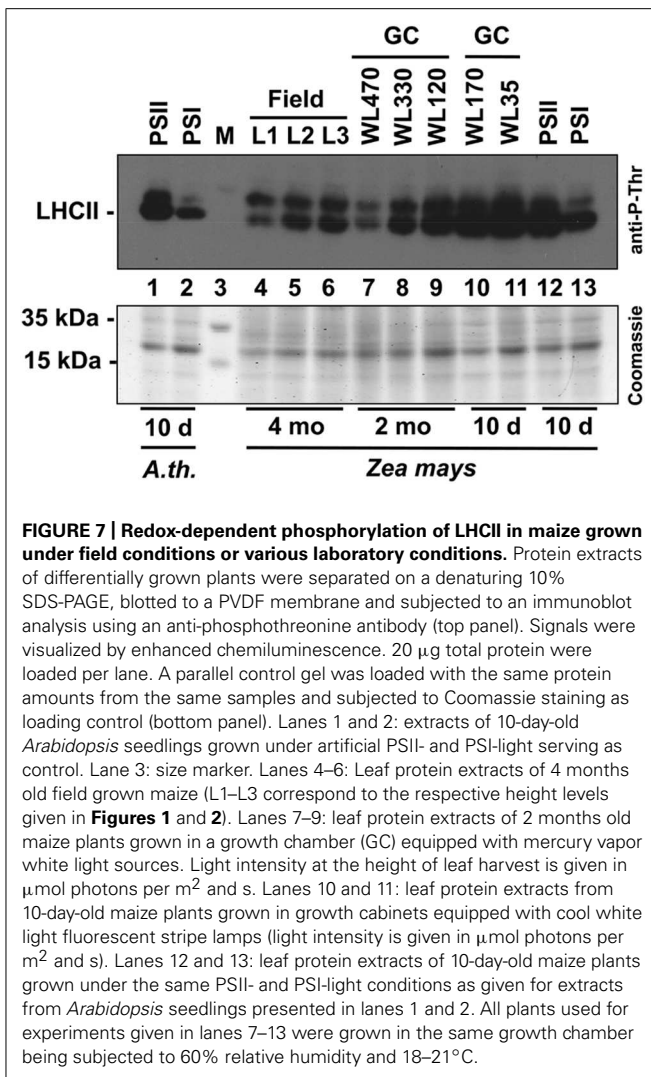 GC GC
PSII PSI M Field WL470 WL330 WL120 WL170 WL35 PSII PSI
L1 L2 L3
LHCII -
anti-P-Thr
1 2 3 4 5 6 7 8 9 10 11 12 13
35 kDa -
15 kDa -
Coomassie
10 d 4 mo 2 mo 10 d 10 d
A.th. Zea mays
FIGURE 7 | Redox-dependent phosphorylation of LHCII in maize grown
under field conditions or various laboratory conditions. Protein extracts
of differentially grown plants were separated on a denaturing 10%
SDS-PAGE, blotted to a PVDF membrane and subjected to an immunoblot
analysis using an anti-phosphothreonine antibody (top panel). Signals were
visualized by enhanced chemiluminescence. 20 μg total protein were
loaded per lane. A parallel control gel was loaded with the same protein
amounts from the same samples and subjected to Coomassie staining as
loading control (bottom panel). Lanes 1 and 2: extracts of 10-day-old
Arabidopsis seedlings grown under artificial PSII- and PSI-light serving as
control. Lane 3: size marker. Lanes 4–6: Leaf protein extracts of 4 months
old field grown maize (L1–L3 correspond to the respective height levels
given in Figures 1 and 2). Lanes 7–9: leaf protein extracts of 2 months old
maize plants grown in a growth chamber (GC) equipped with mercury vapor
white light sources. Light intensity at the height of leaf harvest is given in
μmol photons per m² and s. Lanes 10 and 11: leaf protein extracts from
10-day-old maize plants grown in growth cabinets equipped with cool white
light fluorescent stripe lamps (light intensity is given in μmol photons per
m² and s). Lanes 12 and 13: leaf protein extracts of 10-day-old maize plants
grown under the same PSII- and PSI-light conditions as given for extracts
from Arabidopsis seedlings presented in lanes 1 and 2. All plants used for
experiments given in lanes 7–13 were grown in the same growth chamber
being subjected to 60% relative humidity and 18–21°C.